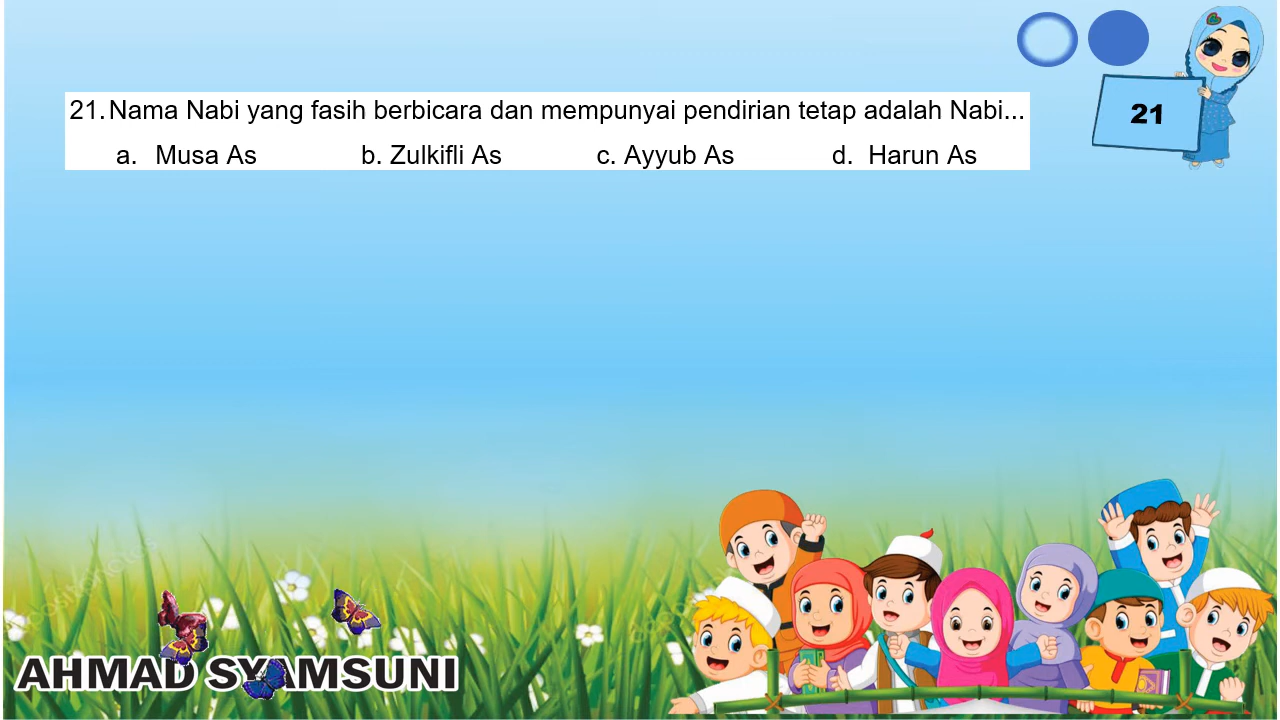 21
21. Nama Nabi yang fasih berbicara dan mempunyai pendirian tetap adalah Nabi...
a. Musa As b. Zulkifli As c. Ayyub As d. Harun As
AHMAD SYAMSUNI